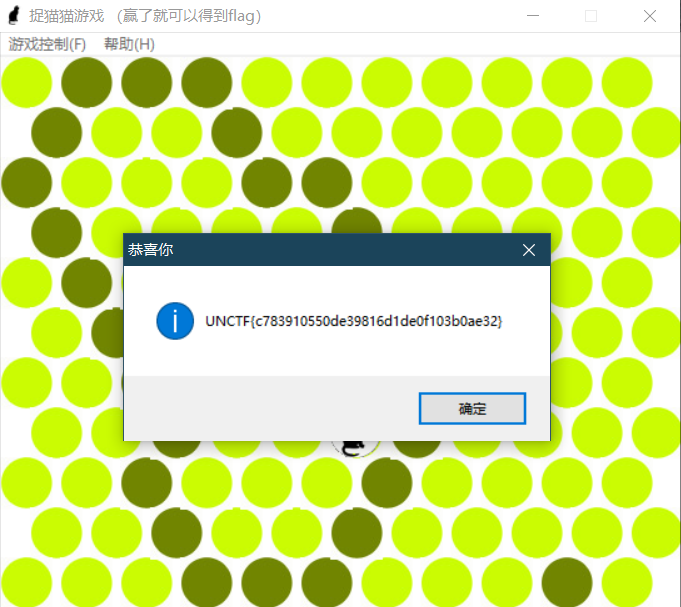 捉猫猫游戏 （赢了就可以得到flag）
游戏控制(F) 帮助(H)
恭喜你
UNCTF{c783910550de39816d1de0f103b0ae32}
确定